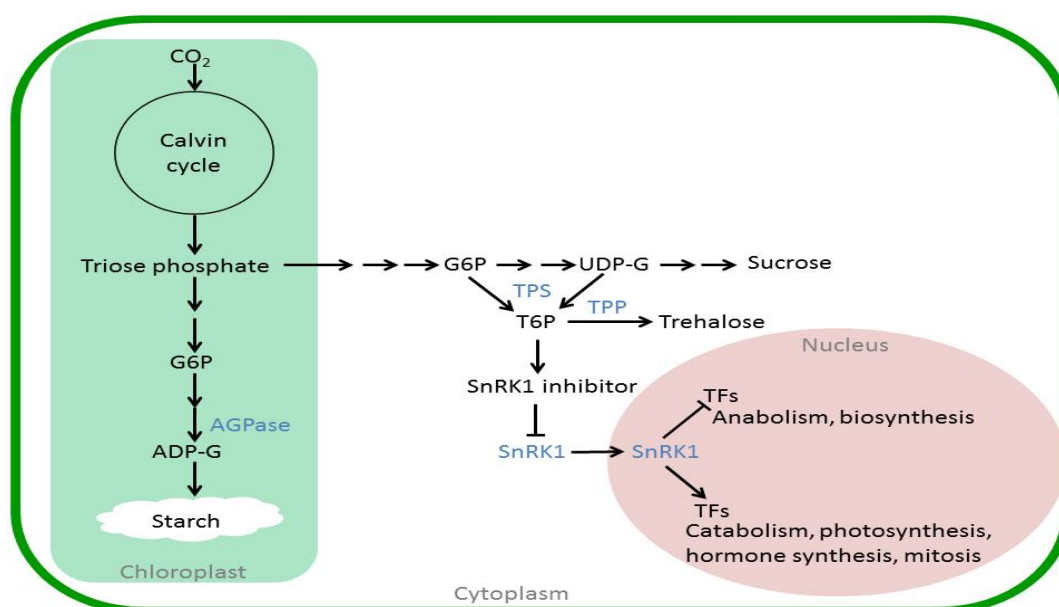 CO₂
Calvin
cycle
Triose phosphate
G6P
UDP-G
Sucrose
TPS
TPP
T6P
Trehalose
G6P
SnRK1 inhibitor
Nucleus
AGPase
TFs
Anabolism, biosynthesis
ADP-G
SnRK1
SnRK1
TFs
Catabolism, photosynthesis,
hormone synthesis, mitosis
Starch
Chloroplast
Cytoplasm